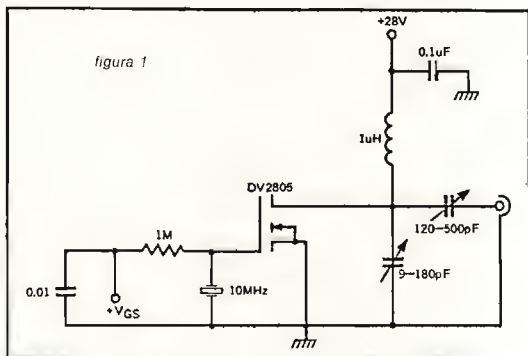 figura 1
+28V
0.1uF
1uH
DV2805
120-500pF
1M
9-180pF
10MHz
0.01
+VGS